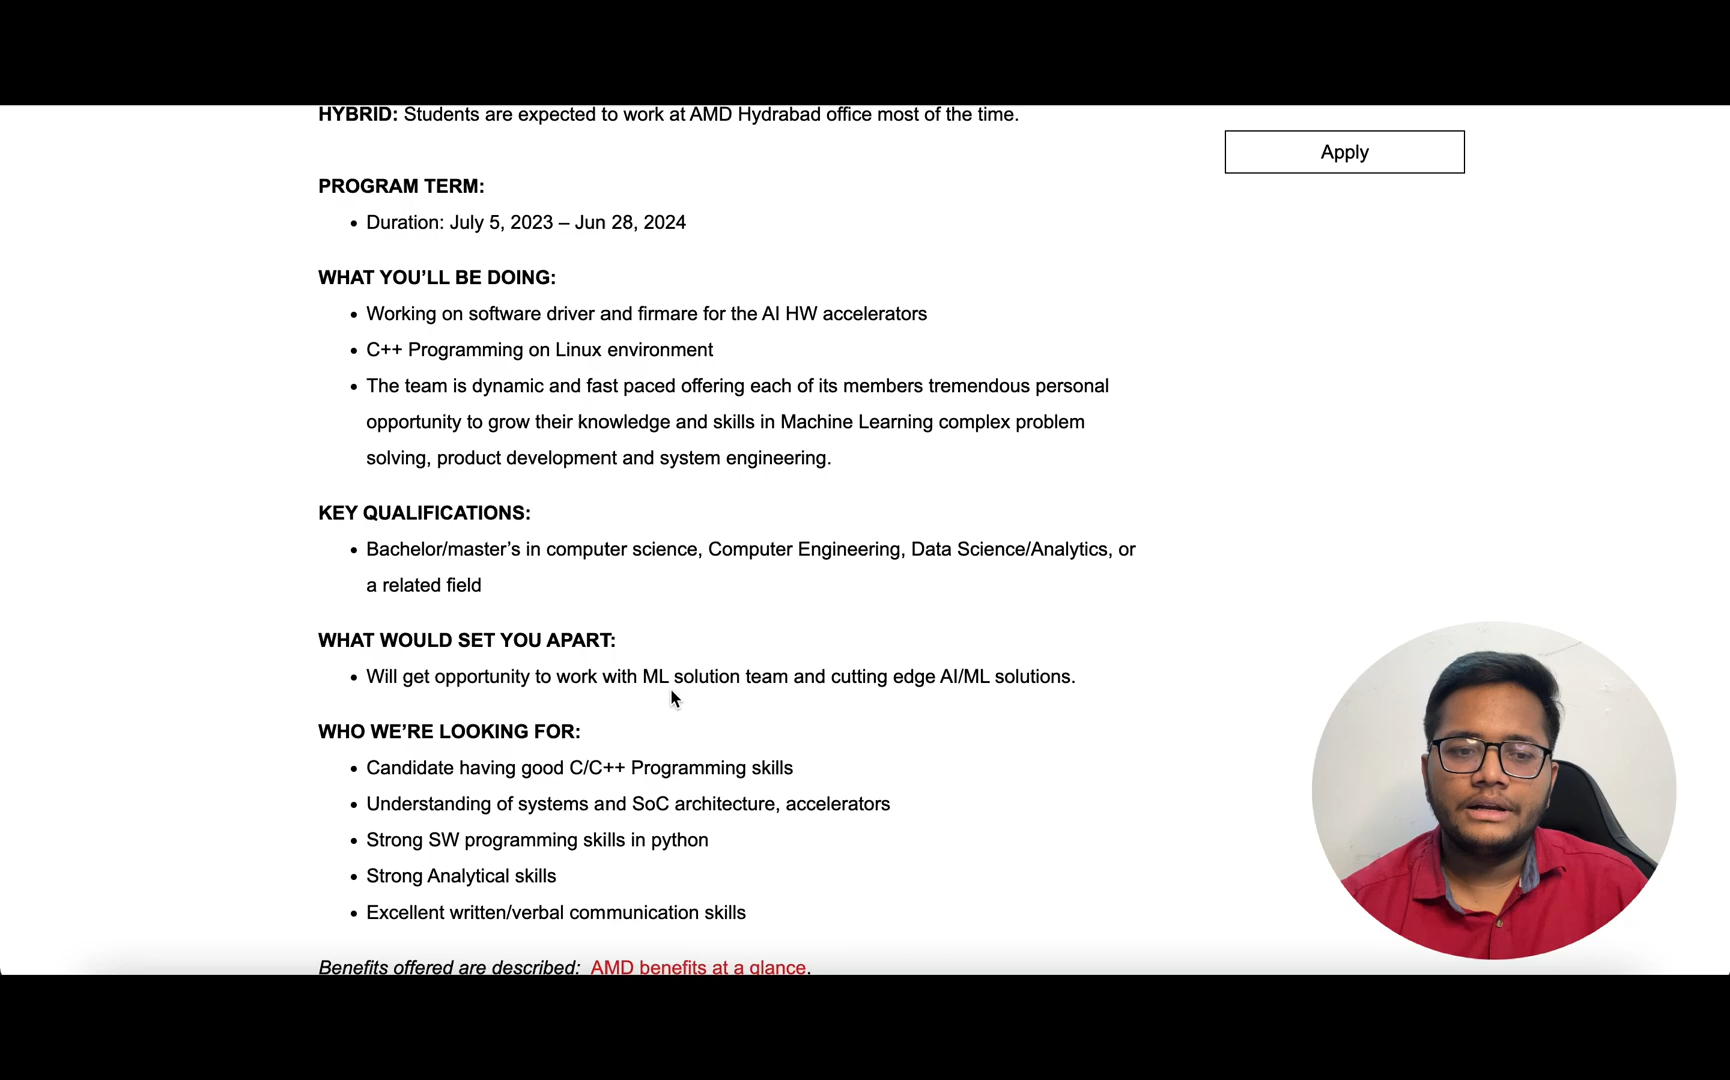 HYBRID: Students are expected to work at AMD Hydrabad office most of the time.
Apply
PROGRAM TERM:
• Duration: July 5, 2023 – Jun 28, 2024
WHAT YOU’LL BE DOING:
• Working on software driver and firmare for the AI HW accelerators
• C++ Programming on Linux environment
• The team is dynamic and fast paced offering each of its members tremendous personal
opportunity to grow their knowledge and skills in Machine Learning complex problem
solving, product development and system engineering.
KEY QUALIFICATIONS:
• Bachelor/master’s in computer science, Computer Engineering, Data Science/Analytics, or
a related field
WHAT WOULD SET YOU APART:
• Will get opportunity to work with ML solution team and cutting edge AI/ML solutions.
WHO WE’RE LOOKING FOR:
• Candidate having good C/C++ Programming skills
• Understanding of systems and SoC architecture, accelerators
• Strong SW programming skills in python
• Strong Analytical skills
• Excellent written/verbal communication skills
Benefits offered are described: AMD benefits at a glance.